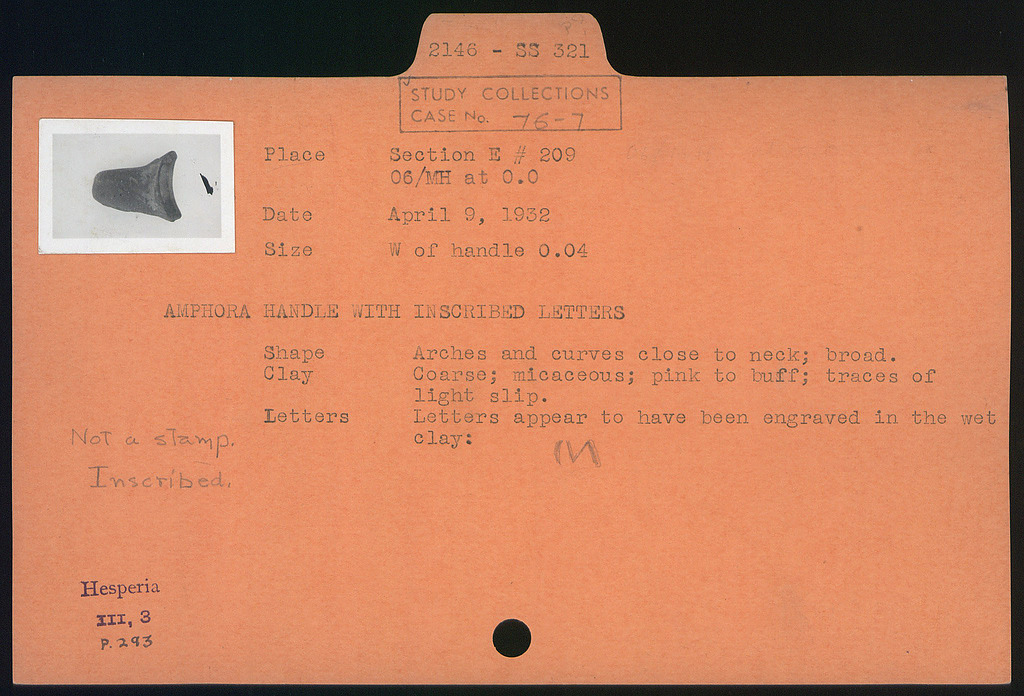 2146 - SS 321
STUDY COLLECTIONS
CASE No. 76-7
Place Section E # 209
06/MH at 0.0
Date April 9, 1932
Size W of handle 0.04
AMPHORA HANDLE WITH INSCRIBED LETTERS
Shape Arches and curves close to neck; broad.
Clay Coarse; micaceous; pink to buff; traces of
light slip.
Letters Letters appear to have been engraved in the wet
clay:
Not a stamp.
Inscribed.
Hesperia
III, 3
P. 293